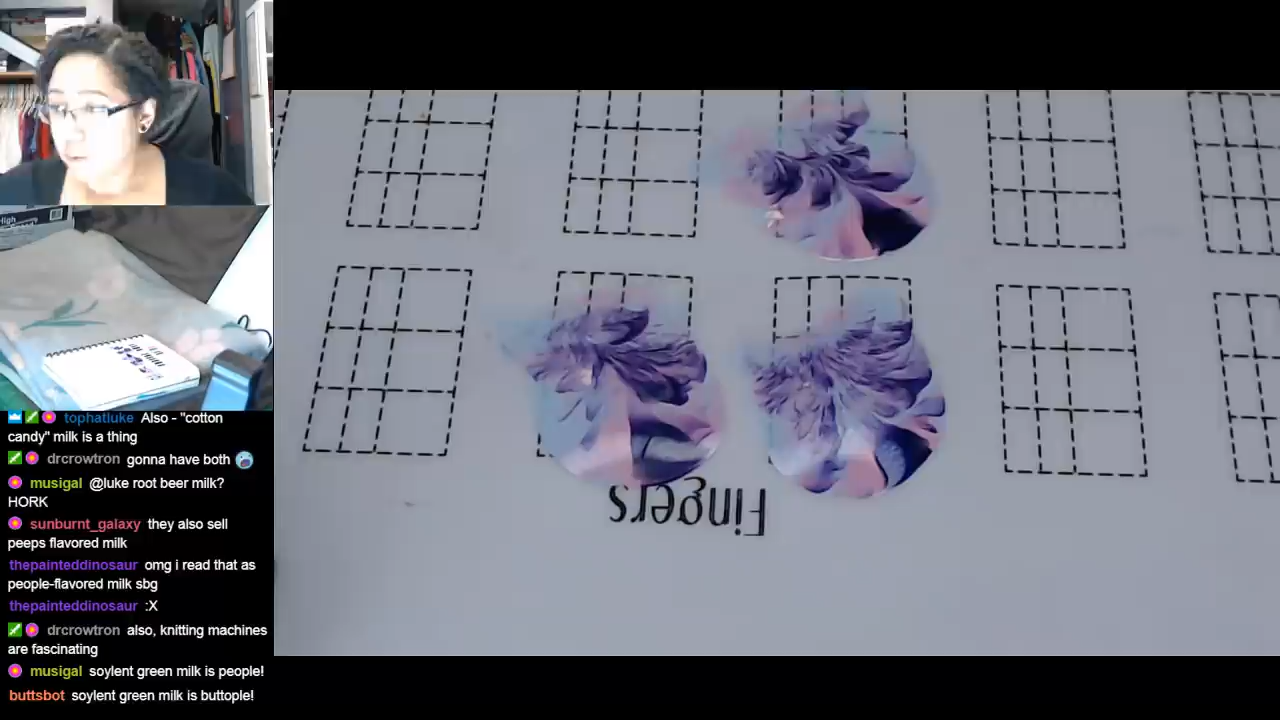 High
tophatluke Also - "cotton
candy" milk is a thing
drcrowtron gonna have both
musigal @luke root beer milk?
HORK
sunburnt_galaxy they also sell
peeps flavored milk
thepainteddinosaur omg i read that as
people-flavored milk sbg
thepainteddinosaur :X
drcrowtron also, knitting machines
are fascinating
musigal soylent green milk is people!
buttsbot soylent green milk is buttople!
Fingers